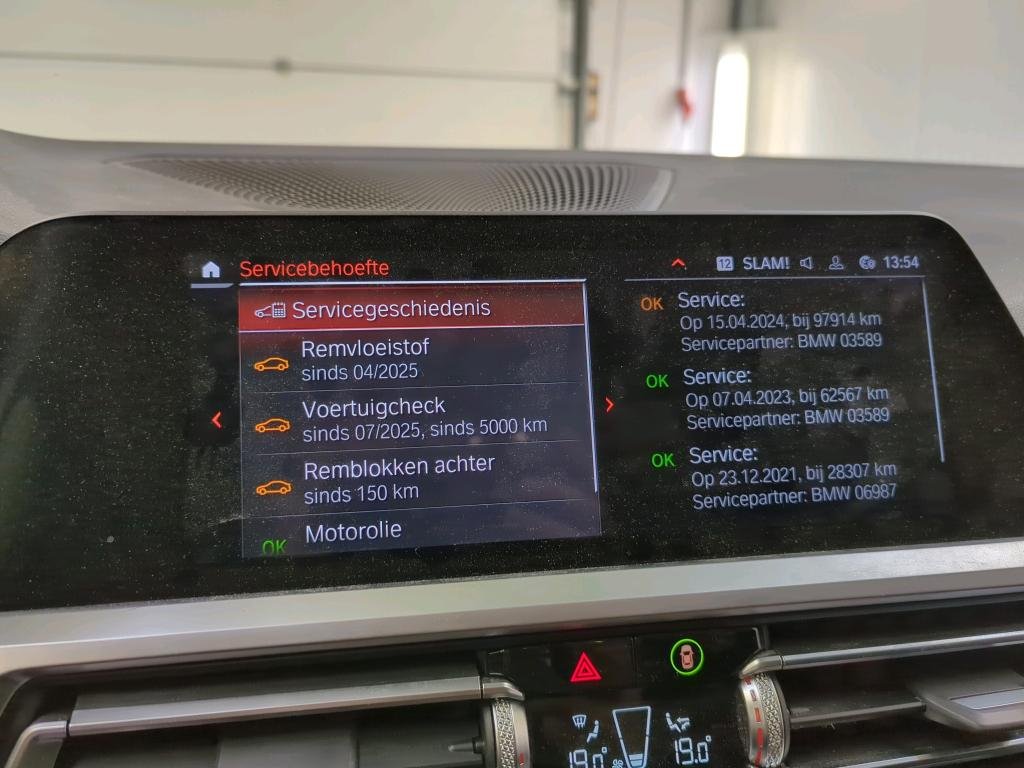 Servicebehoefte
12 SLAM! 13:54
Servicegeschiedenis
Remvloeistof
sinds 04/2025
Voertuigcheck
sinds 07/2025, sinds 5000 km
Remblokken achter
sinds 150 km
OK Motorolie
OK Service:
Op 15.04.2024, bij 97914 km
Servicepartner: BMW 03589
OK Service:
Op 07.04.2023, bij 62567 km
Servicepartner: BMW 03589
OK Service:
Op 23.12.2021, bij 28307 km
Servicepartner: BMW 06987
19.0° 19.0°